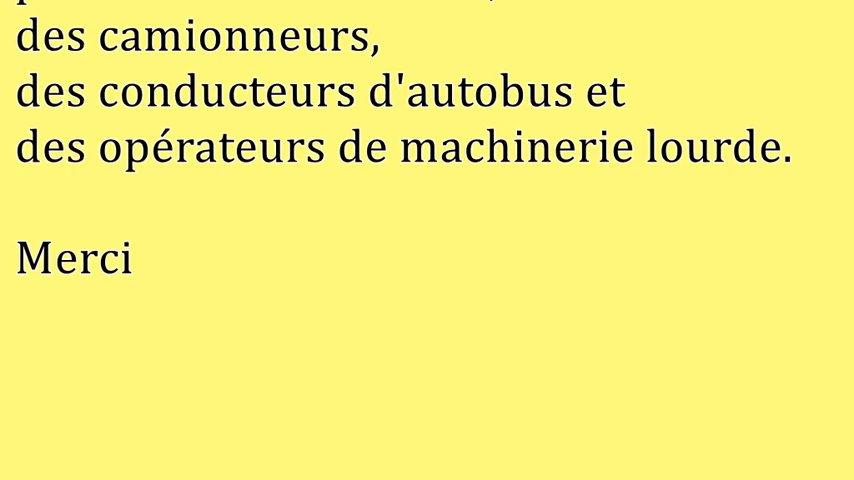 des camionneurs,
des conducteurs d'autobus et
des opérateurs de machinerie lourde.
Merci